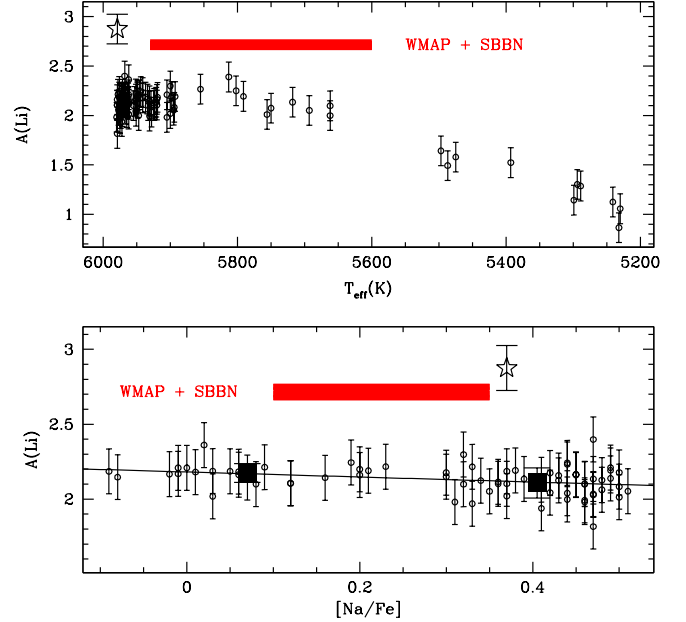 3
WMAP + SBBN
2.5
A(Li)
2
1.5
1
6000 5800 5600 5400 5200
T_eff(K)
3
WMAP + SBBN
2.5
A(Li)
2
0 0.2 0.4
[Na/Fe]